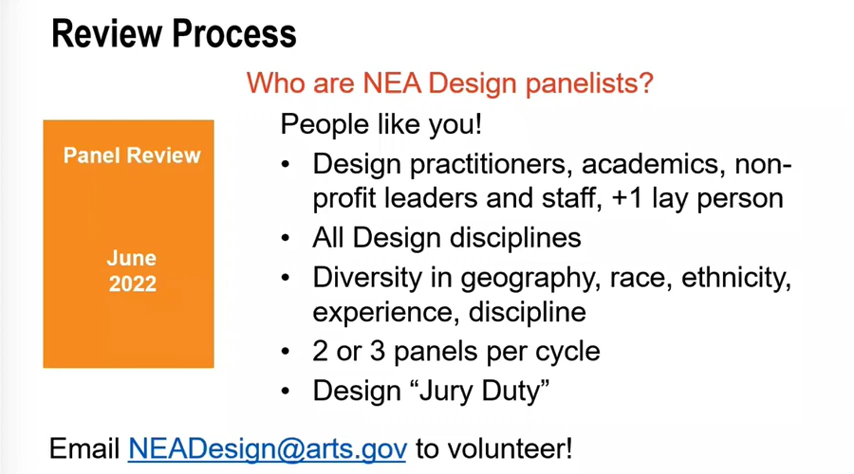 Review Process
Who are NEA Design panelists?
Panel Review
June
2022
People like you!
• Design practitioners, academics, non-
profit leaders and staff, +1 lay person
• All Design disciplines
• Diversity in geography, race, ethnicity,
experience, discipline
• 2 or 3 panels per cycle
• Design “Jury Duty”
Email NEADesign@arts.gov to volunteer!